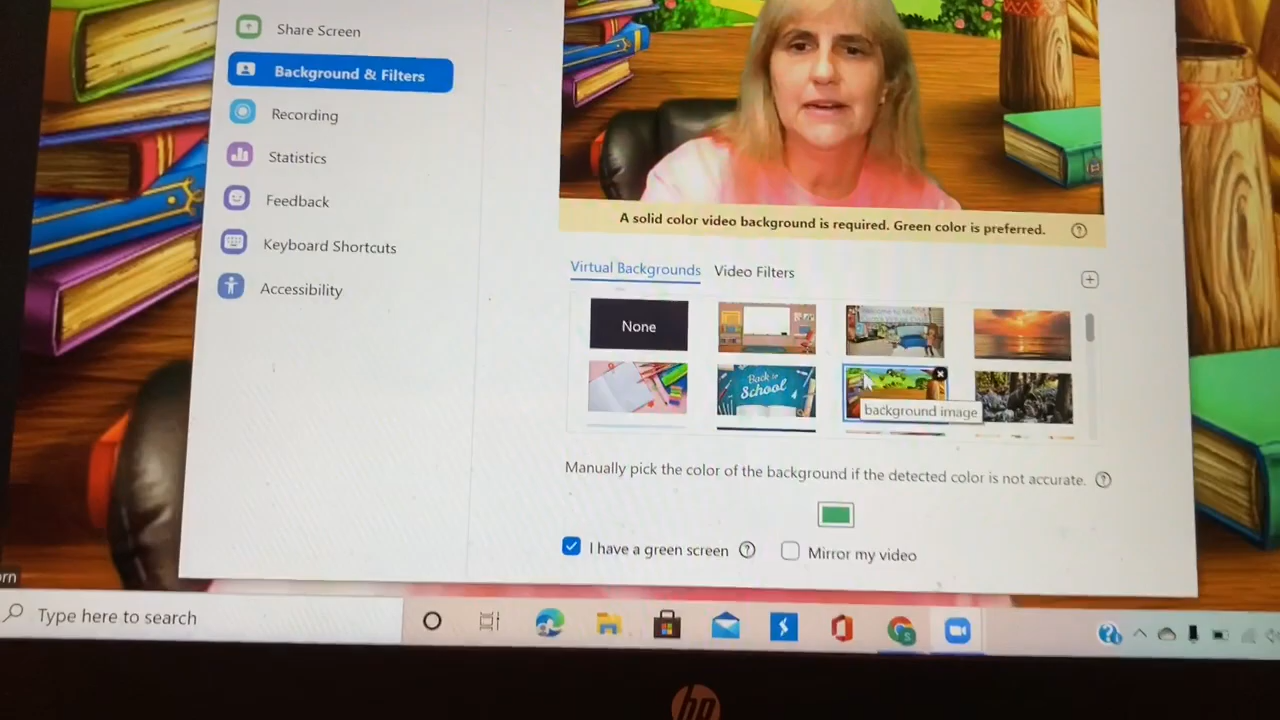 Share Screen
Background & Filters
Recording
Statistics
Feedback
Keyboard Shortcuts
Accessibility
A solid color video background is required. Green color is preferred.
Virtual Backgrounds
Video Filters
None
Back to
School
background image
Manually pick the color of the background if the detected color is not accurate.
I have a green screen
Mirror my video
orn
Type here to search
hp